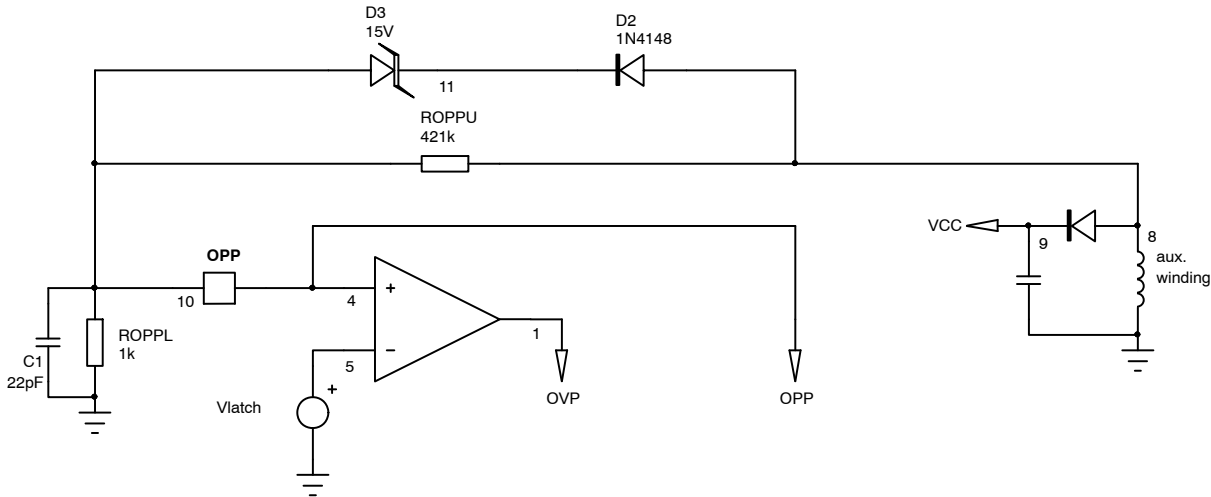 D3
15V
D2
1N4148
11
ROPPU
421k
VCC
9
8
aux.
winding
OPP
10
4
+
ROPPL
1k
C1
22pF
5
−
1
+
Vlatch
OVP
OPP